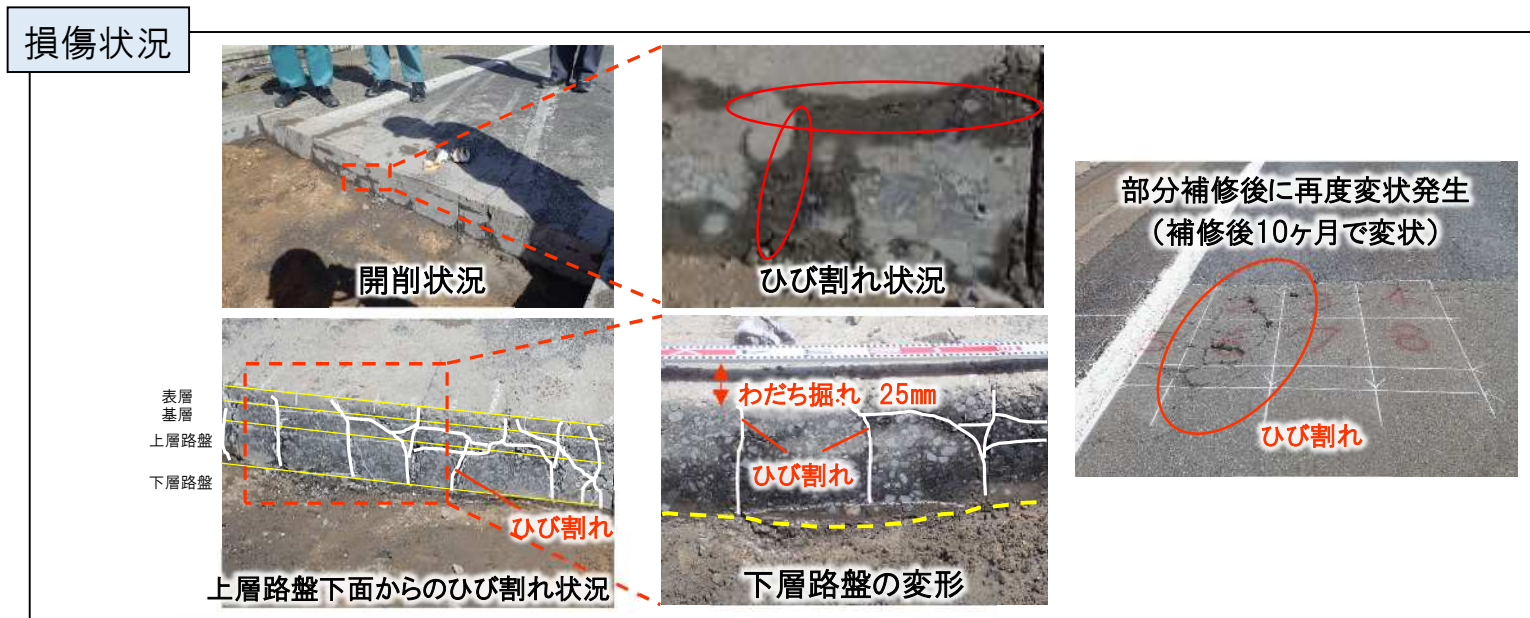 損傷状況
開削状況
ひび割れ状況
部分補修後に再度変状発生
（補修後10ヶ月で変状）
ひび割れ
表層
基層
上層路盤
下層路盤
ひび割れ
上層路盤下面からのひび割れ状況
わだち掘れ 25mm
ひび割れ
下層路盤の変形
7
8